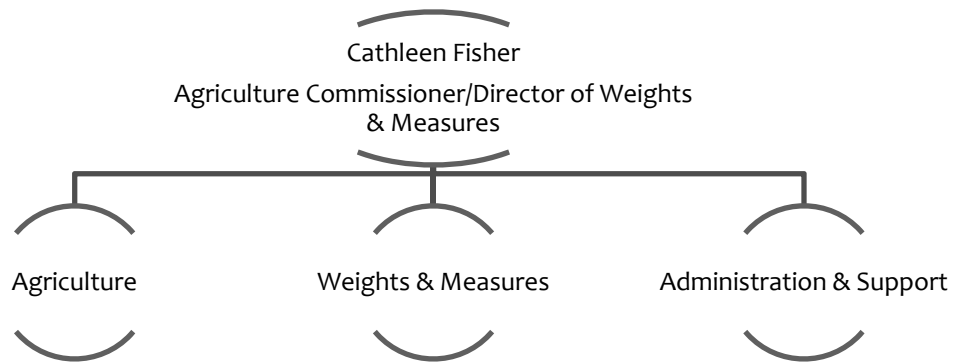 Cathleen Fisher
Agriculture Commissioner/Director of Weights
& Measures
Agriculture
Weights & Measures
Administration & Support